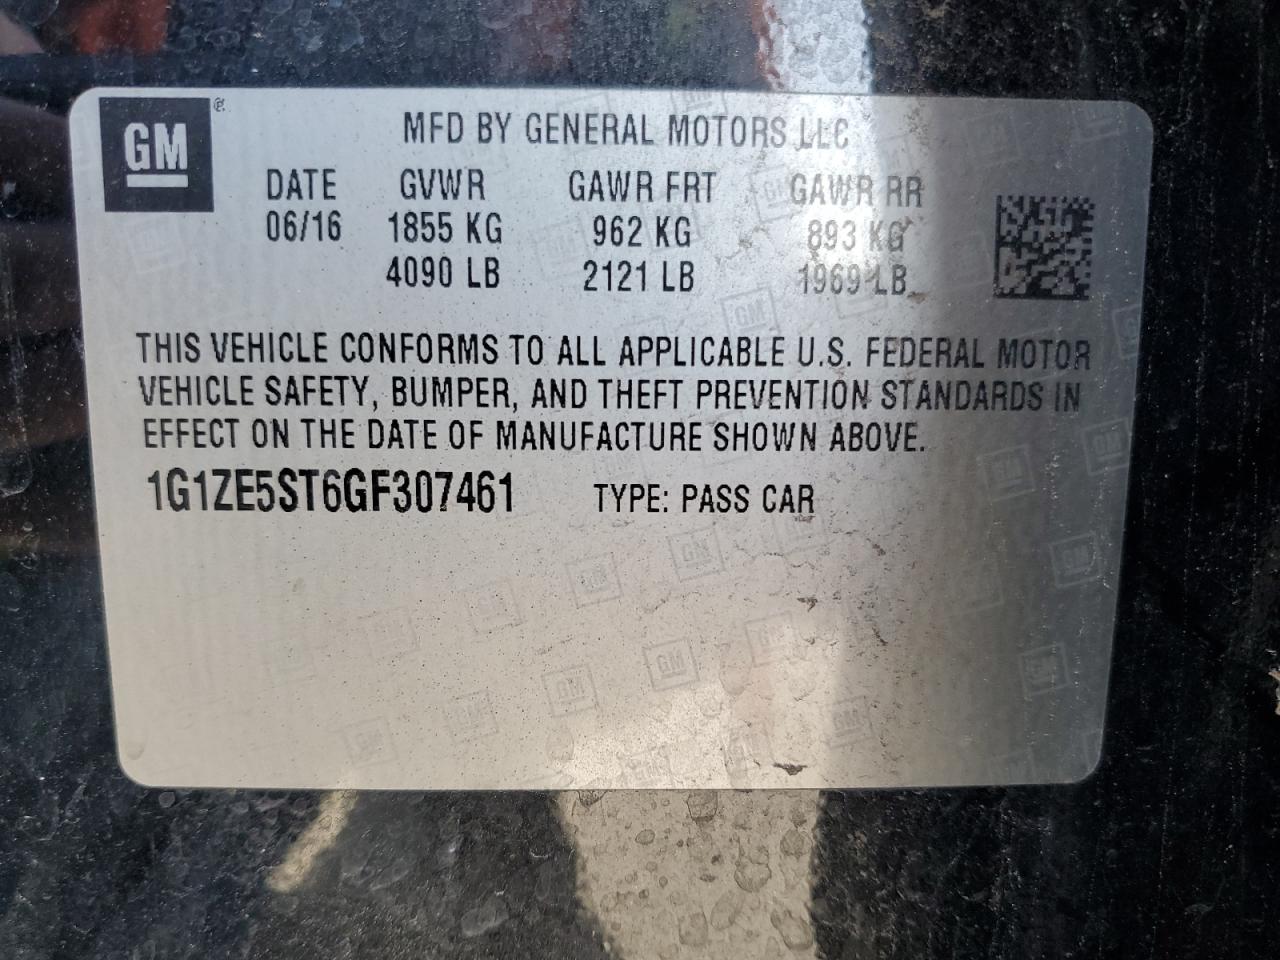 GM
MFD BY GENERAL MOTORS LLC
DATE GVWR GAWR FRT GAWR RR
06/16 1855 KG 962 KG 893 KG
4090 LB 2121 LB 1969 LB
THIS VEHICLE CONFORMS TO ALL APPLICABLE U.S. FEDERAL MOTOR
VEHICLE SAFETY, BUMPER, AND THEFT PREVENTION STANDARDS IN
EFFECT ON THE DATE OF MANUFACTURE SHOWN ABOVE.
1G1ZE5ST6GF307461 TYPE: PASS CAR